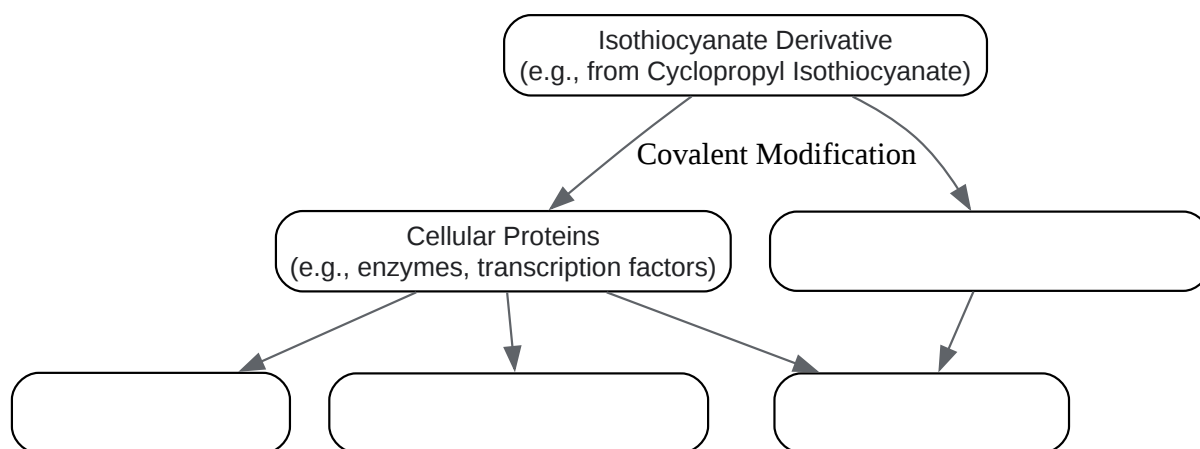 Isothiocyanate Derivative
(e.g., from Cyclopropyl Isothiocyanate)
Covalent Modification
Cellular Proteins
(e.g., enzymes, transcription factors)